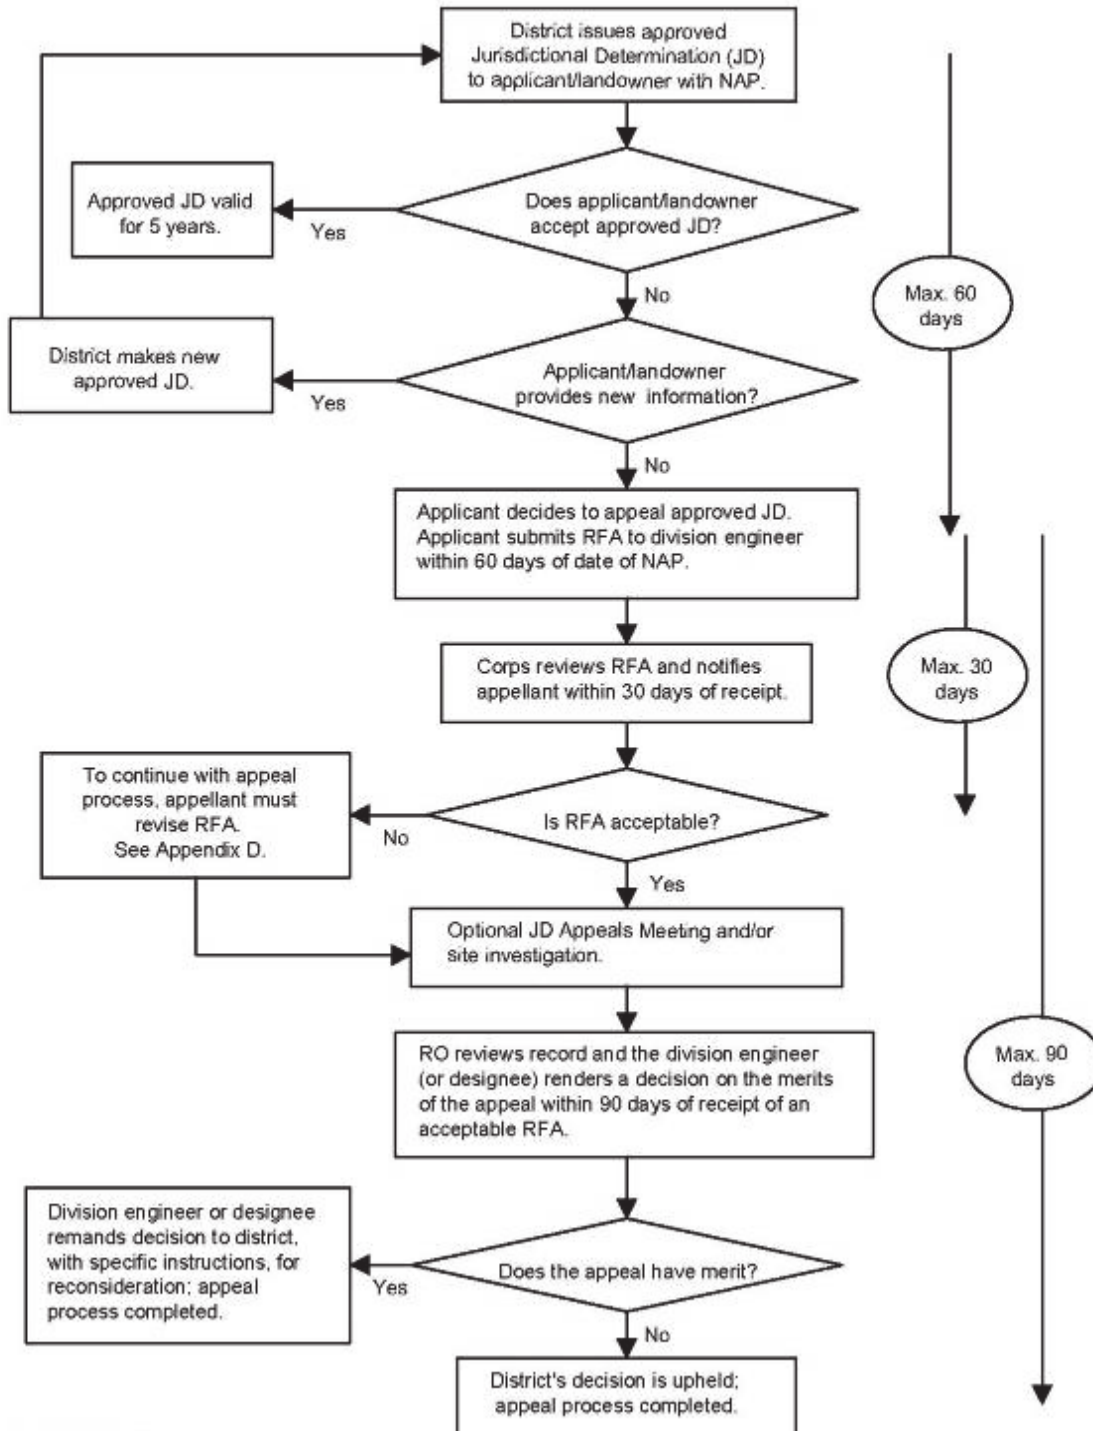 District issues approved
Jurisdictional Determination (JD)
to applicant/landowner with NAP.
Does applicant/landowner
accept approved JD?
Yes
Approved JD valid
for 5 years.
No
Max. 60
days
Applicant/landowner
provides new information?
Yes
District makes new
approved JD.
No
Applicant decides to appeal approved JD.
Applicant submits RFA to division engineer
within 60 days of date of NAP.
Corps reviews RFA and notifies
appellant within 30 days of receipt.
Max. 30
days
Is RFA acceptable?
No
To continue with appeal
process, appellant must
revise RFA.
See Appendix D.
Yes
Optional JD Appeals Meeting and/or
site investigation.
RO reviews record and the division engineer
(or designee) renders a decision on the merits
of the appeal within 90 days of receipt of an
acceptable RFA.
Max. 90
days
Does the appeal have merit?
Yes
Division engineer or designee
remands decision to district,
with specific instructions, for
reconsideration; appeal
process completed.
No
District's decision is upheld;
appeal process completed.